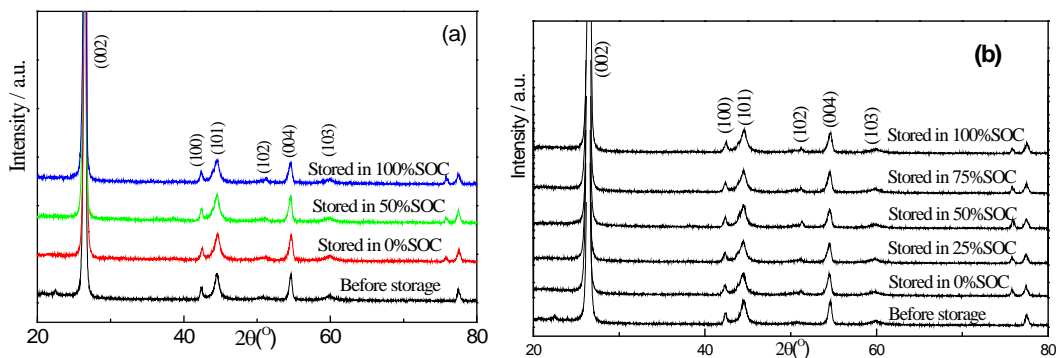 (a)
(002)
(100)
(101)
(102)
(004)
(103)
Stored in 100%SOC
Stored in 50%SOC
Stored in 0%SOC
Before storage
Intensity / a.u.
20
40
60
80
2θ(°)
(b)
(002)
(100)
(101)
(102)
(004)
(103)
Stored in 100%SOC
Stored in 75%SOC
Stored in 50%SOC
Stored in 25%SOC
Stored in 0%SOC
Before storage
Intensity / a.u.
20
40
60
80
2θ(°)